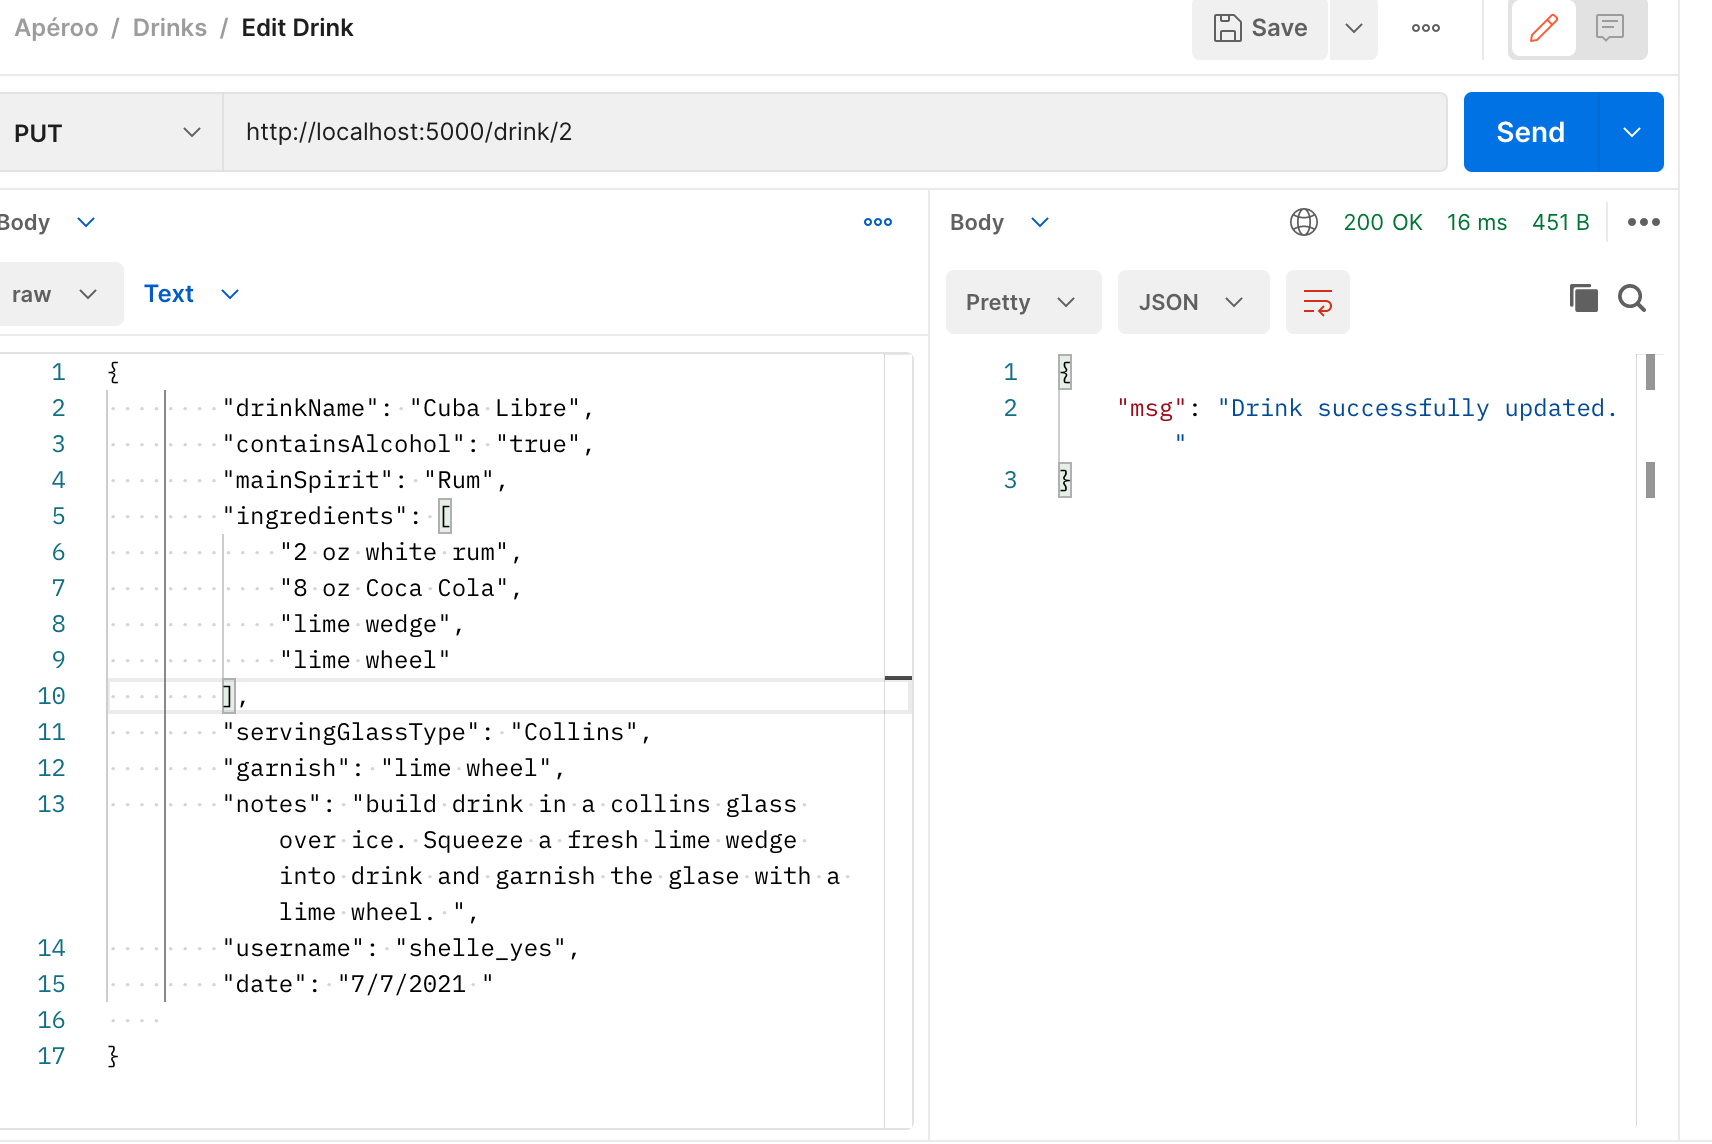 Apéroo / Drinks / Edit Drink
Save
PUT
http://localhost:5000/drink/2
Send
Body
raw
Text
1 {
2 "drinkName": "Cuba Libre",
3 "containsAlcohol": "true",
4 "mainSpirit": "Rum",
5 "ingredients": [
6 "2 oz white rum",
7 "8 oz Coca Cola",
8 "lime wedge",
9 "lime wheel"
10 ],
11 "servingGlassType": "Collins",
12 "garnish": "lime wheel",
13 "notes": "build drink in a collins glass
over ice. Squeeze a fresh lime wedge
into drink and garnish the glase with a
lime wheel. ",
14 "username": "shelle_yes",
15 "date": "7/7/2021 "
16
17 }
Body
200 OK 16 ms 451 B
Pretty
JSON
1 {
2 "msg": "Drink successfully updated.
"
3 }